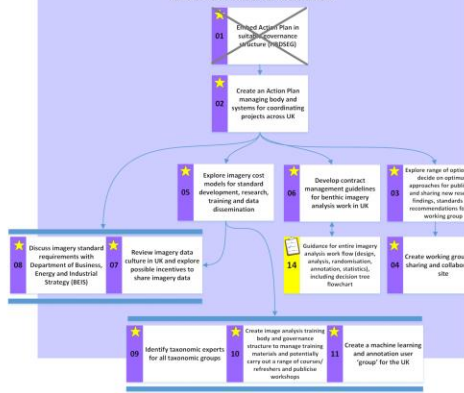 01
Embed Action Plan in
suitable governance
structure (HBDSEG)
02
Create an Action Plan
managing body and
systems for coordinating
projects across UK
05
Explore imagery cost
models for standard
development, research,
training and data
dissemination
06
Develop contract
management guidelines
for benthic imagery
analysis work in UK
03
Explore range of optio
decide on optima
approaches for public
and sharing new resu
findings, standards
recommendations fo
working group
08
Discuss imagery standard
requirements with
Department of Business,
Energy and Industrial
Strategy (BEIS)
07
Review imagery data
culture in UK and explore
possible incentives to
share imagery data
14
Guidance for entire imagery
analysis work flow (design,
analysis, randomisation,
annotation, statistics),
including decision tree
flowchart
04
Create working grou
sharing and collabo
site
09
Identify taxonomic experts
for all taxonomic groups
10
Create image analysis training
body and governance
structure to manage training
materials and potentially
carry out a range of courses/
refreshers and publicise
workshops
11
Create a machine learning
and annotation user
'group' for the UK